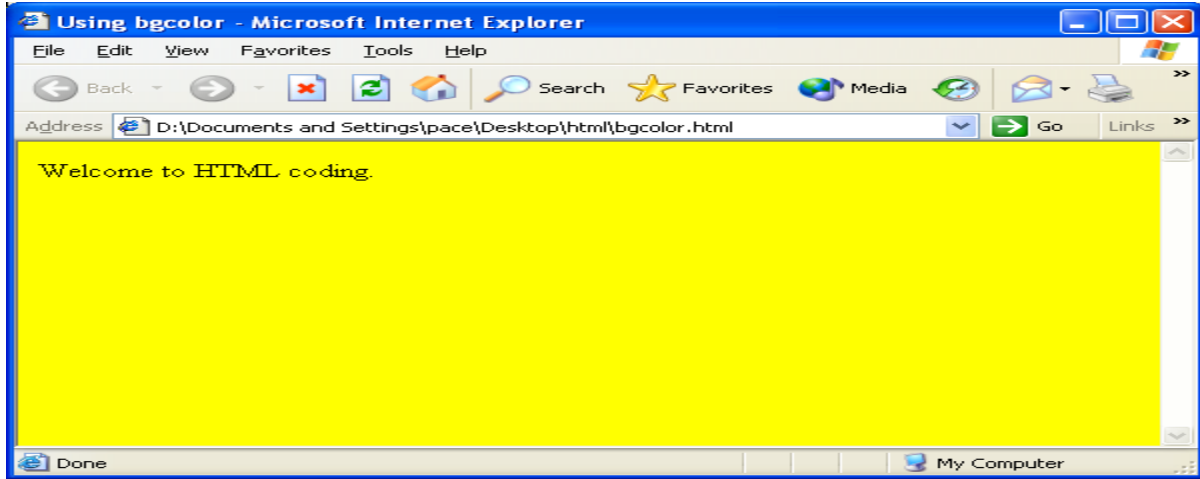 Using bgcolor - Microsoft Internet Explorer
File Edit View Favorites Tools Help
Back Search Favorites Media »
Address D:\Documents and Settings\pace\Desktop\html\bgcolor.html Go Links »
Welcome to HTML coding.
Done My Computer